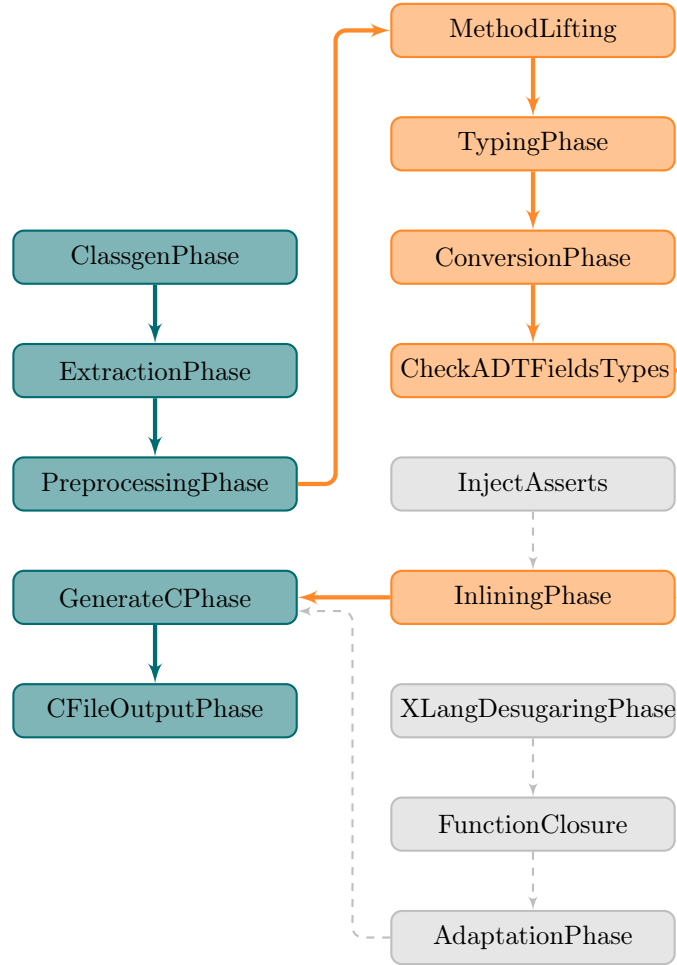 MethodLifting
TypingPhase
ClassgenPhase
ConversionPhase
ExtractionPhase
CheckADTFieldsTypes
PreprocessingPhase
InjectAsserts
GenerateCPhase
InliningPhase
CFileOutputPhase
XLangDesugaringPhase
FunctionClosure
AdaptationPhase